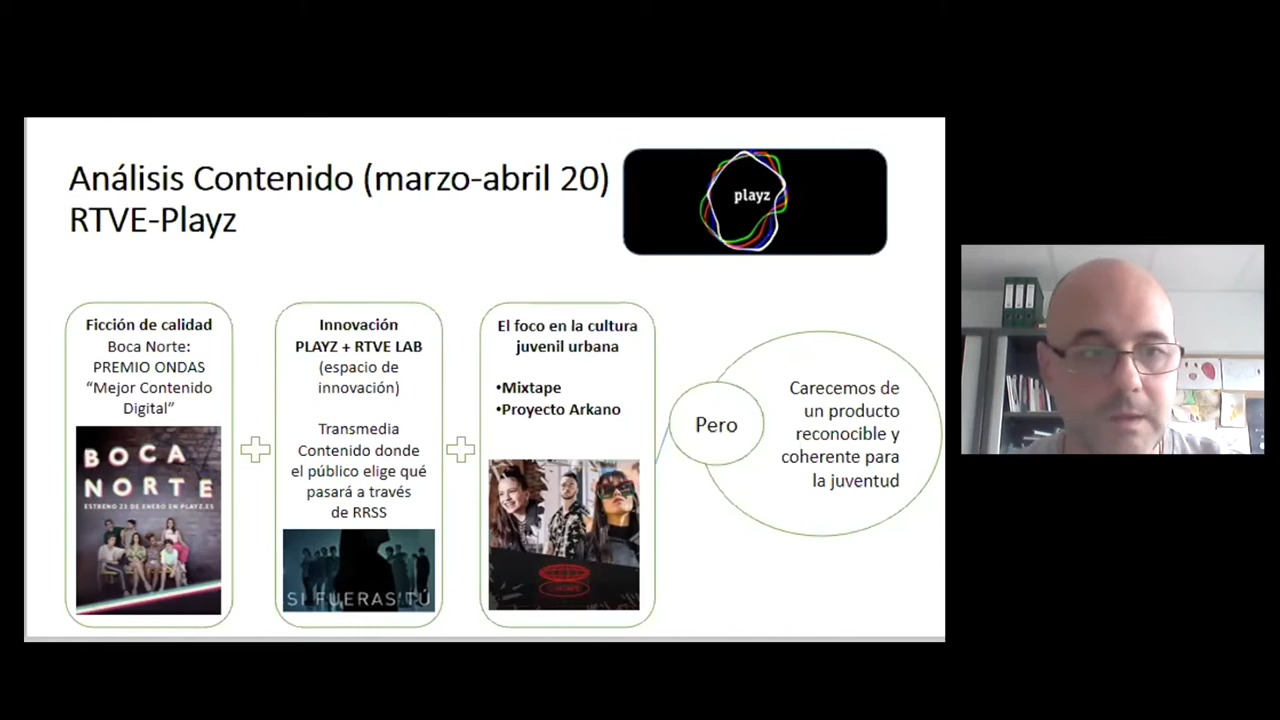 Análisis Contenido (marzo-abril 20)
RTVE-Playz
playz
Ficción de calidad
Boca Norte:
PREMIO ONDAS
“Mejor Contenido
Digital”
BOCA
NORTE
ESTRENO 23 DE ENERO EN PLAYZ.ES
Innovación
PLAYZ + RTVE LAB
(espacio de
innovación)
Transmedia
Contenido donde
el público elige qué
pasará a través
de RRSS
SI FUERAS TÚ
El foco en la cultura
juvenil urbana
•Mixtape
•Proyecto Arkano
Pero
Carecemos de
un producto
reconocible y
coherente para
la juventud